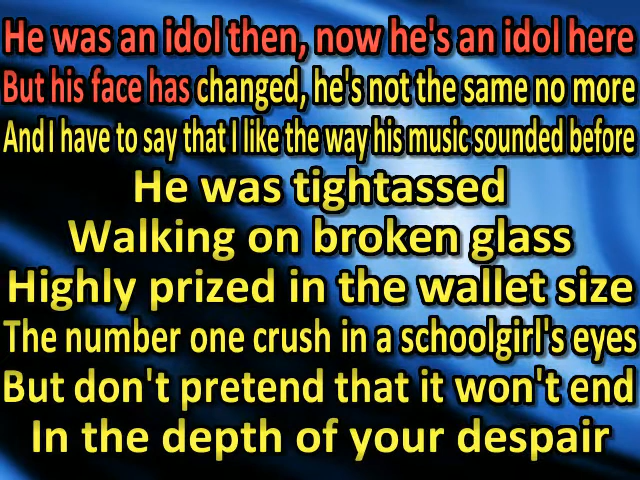 He was an idol then, now he's an idol here
But his face has changed, he's not the same no more
And I have to say that I like the way his music sounded before
He was tightassed
Walking on broken glass
Highly prized in the wallet size
The number one crush in a schoolgirl's eyes
But don't pretend that it won't end
In the depth of your despair